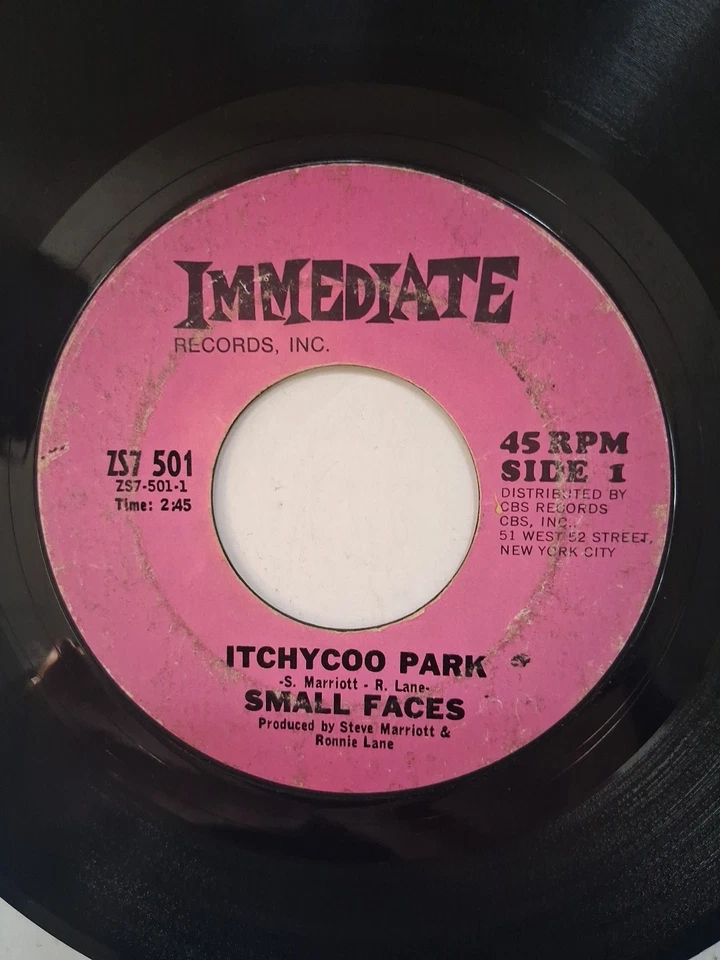 IMMEDIATE
RECORDS, INC.
ZS7 501
ZS7-501-1
Time: 2:45
45 RPM
SIDE 1
DISTRIBUTED BY
CBS RECORDS
CBS, INC.,
51 WEST 52 STREET,
NEW YORK CITY
ITCHYCOO PARK
-S. Marriott - R. Lane-
SMALL FACES
Produced by Steve Marriott &
Ronnie Lane